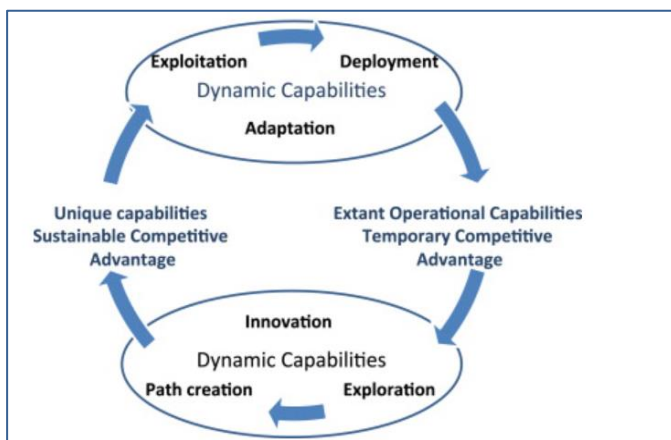 Exploitation
Deployment
Dynamic Capabilities
Adaptation
Unique capabilities
Sustainable Competitive
Advantage
Extant Operational Capabilities
Temporary Competitive
Advantage
Innovation
Dynamic Capabilities
Path creation
Exploration